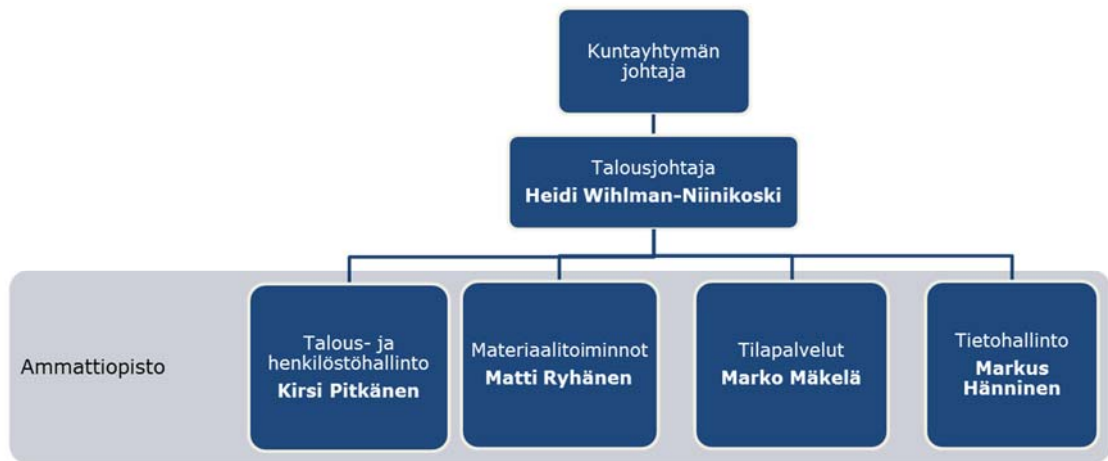 Kuntayhtymän
johtaja
Talousjohtaja
Heidi Wihlman-Niinikoski
Ammattiopisto
Talous- ja
henkilöstöhallinto
Kirsi Pitkänen
Materiaalitoiminnot
Matti Ryhänen
Tilapalvelut
Marko Mäkelä
Tietohallinto
Markus
Hänninen